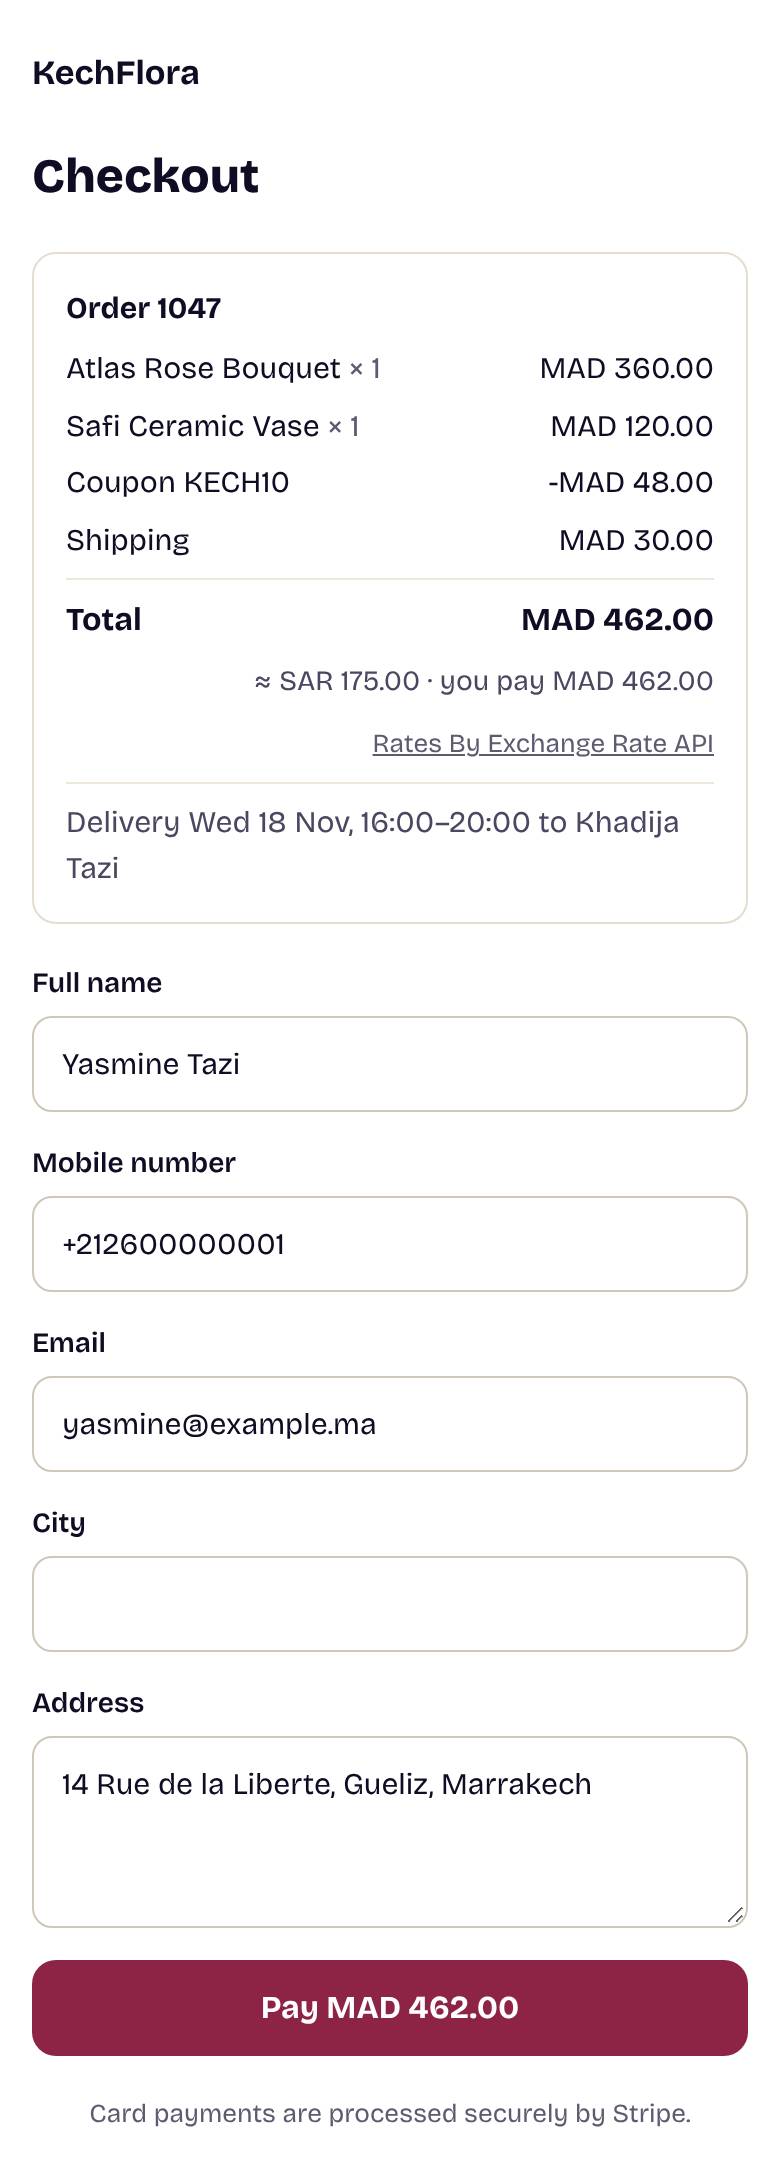 KechFlora
Checkout
Order 1047
Atlas Rose Bouquet × 1 MAD 360.00
Safi Ceramic Vase × 1 MAD 120.00
Coupon KECH10 -MAD 48.00
Shipping MAD 30.00
Total MAD 462.00
≈ SAR 175.00 · you pay MAD 462.00
Rates By Exchange Rate API
Delivery Wed 18 Nov, 16:00–20:00 to Khadija
Tazi
Full name
Yasmine Tazi
Mobile number
+212600000001
Email
yasmine@example.ma
City
Address
14 Rue de la Liberte, Gueliz, Marrakech
Pay MAD 462.00
Card payments are processed securely by Stripe.